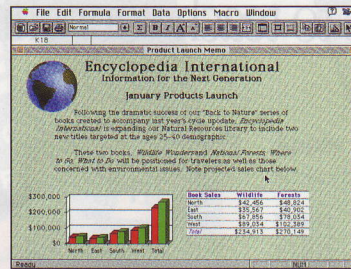 File Edit Formula Format Data Options Macro Window
Normal
K18
Product Launch Memo
Encyclopedia International
Information for the Next Generation
January Products Launch
Following the dramatic success of our "Back to Nature" series of
books created to accompany last year's cycle update, Encyclopedia
International is expanding our Natural Resources library to include two
new titles targeted at the ages 25-40 demographic.
These two books, Wildlife Wonders and National Forests, Where
to Go, What to Do will be positioned for travelers as well as those
concerned with environmental issues. Note projected sales chart below.
$300,000
$200,000
$100,000
$0
North East South West Total
Book Sales Wildlife Forests
North $42,456 $48,824
East $35,567 $40,902
South $67,856 $78,034
West $89,034 $102,389
Total $234,913 $270,149
Ready NUM